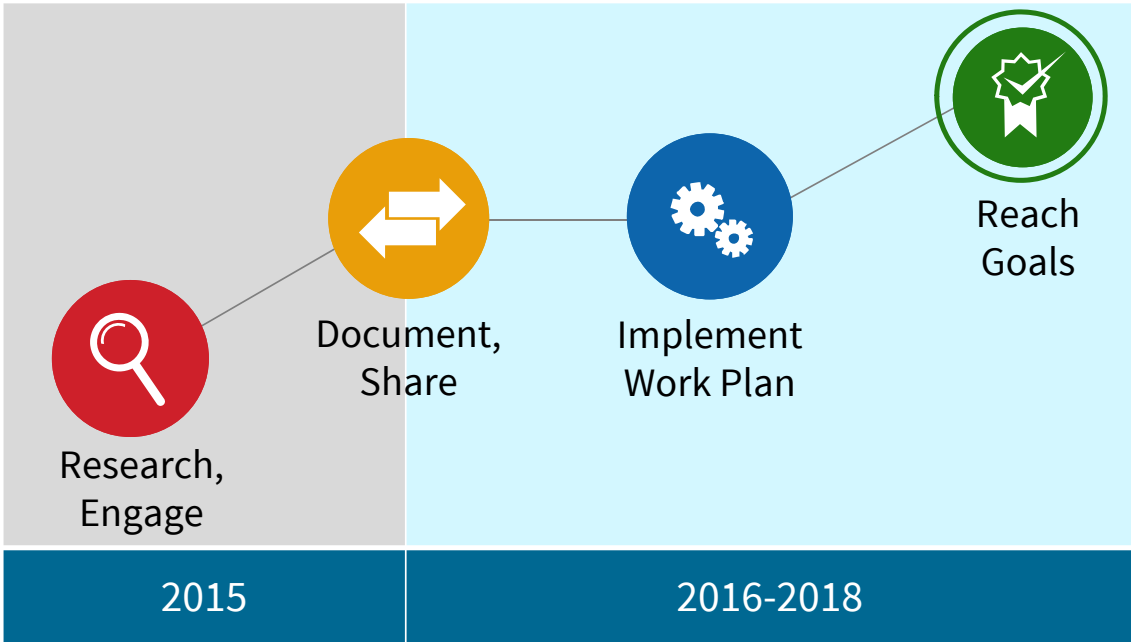 Research,
Engage
Document,
Share
Implement
Work Plan
Reach
Goals
2015
2016-2018